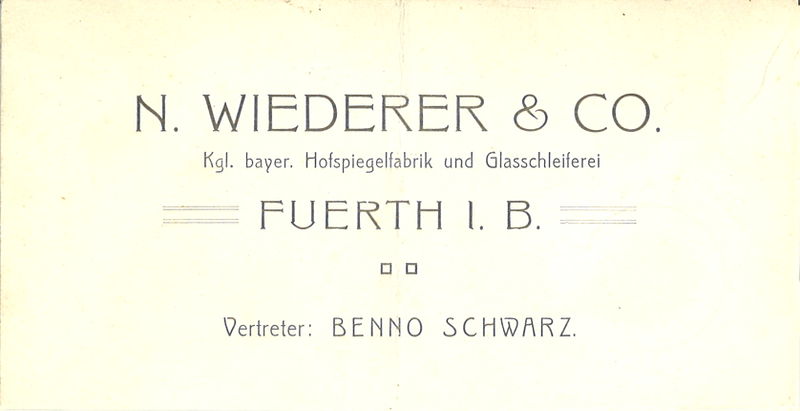 N. WIEDERER & CO.
Kgl. bayer. Hofspiegelfabrik und Glasschleiferei
FUERTH I. B.
Vertreter: BENNO SCHWARZ.